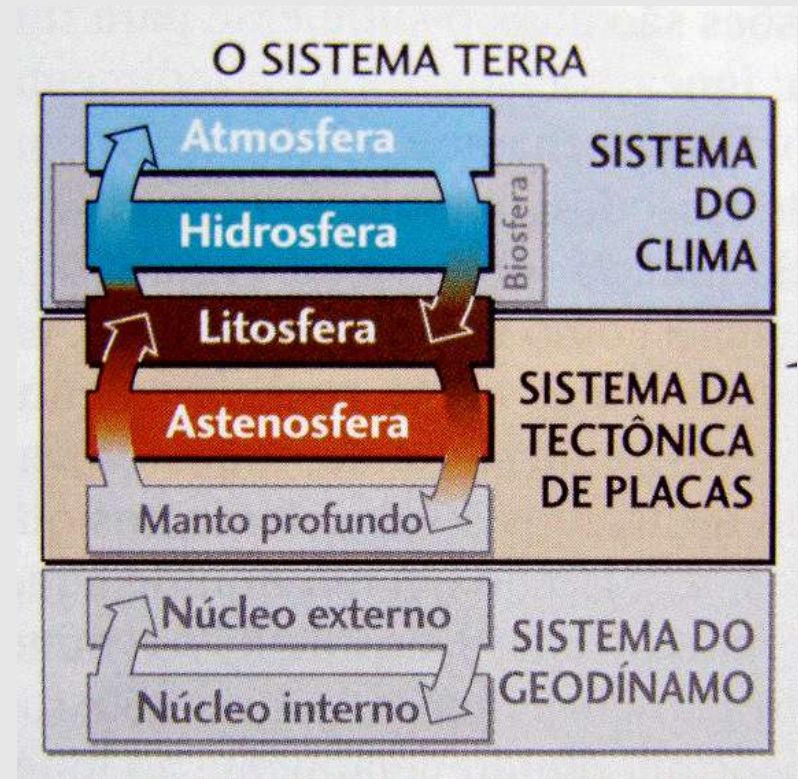 O SISTEMA TERRA
Atmosfera
Hidrosfera
Biosfera
SISTEMA
DO
CLIMA
Litosfera
Astenosfera
Manto profundo
SISTEMA DA
TECTÔNICA
DE PLACAS
Núcleo externo
Núcleo interno
SISTEMA DO
GEODÍNAMO